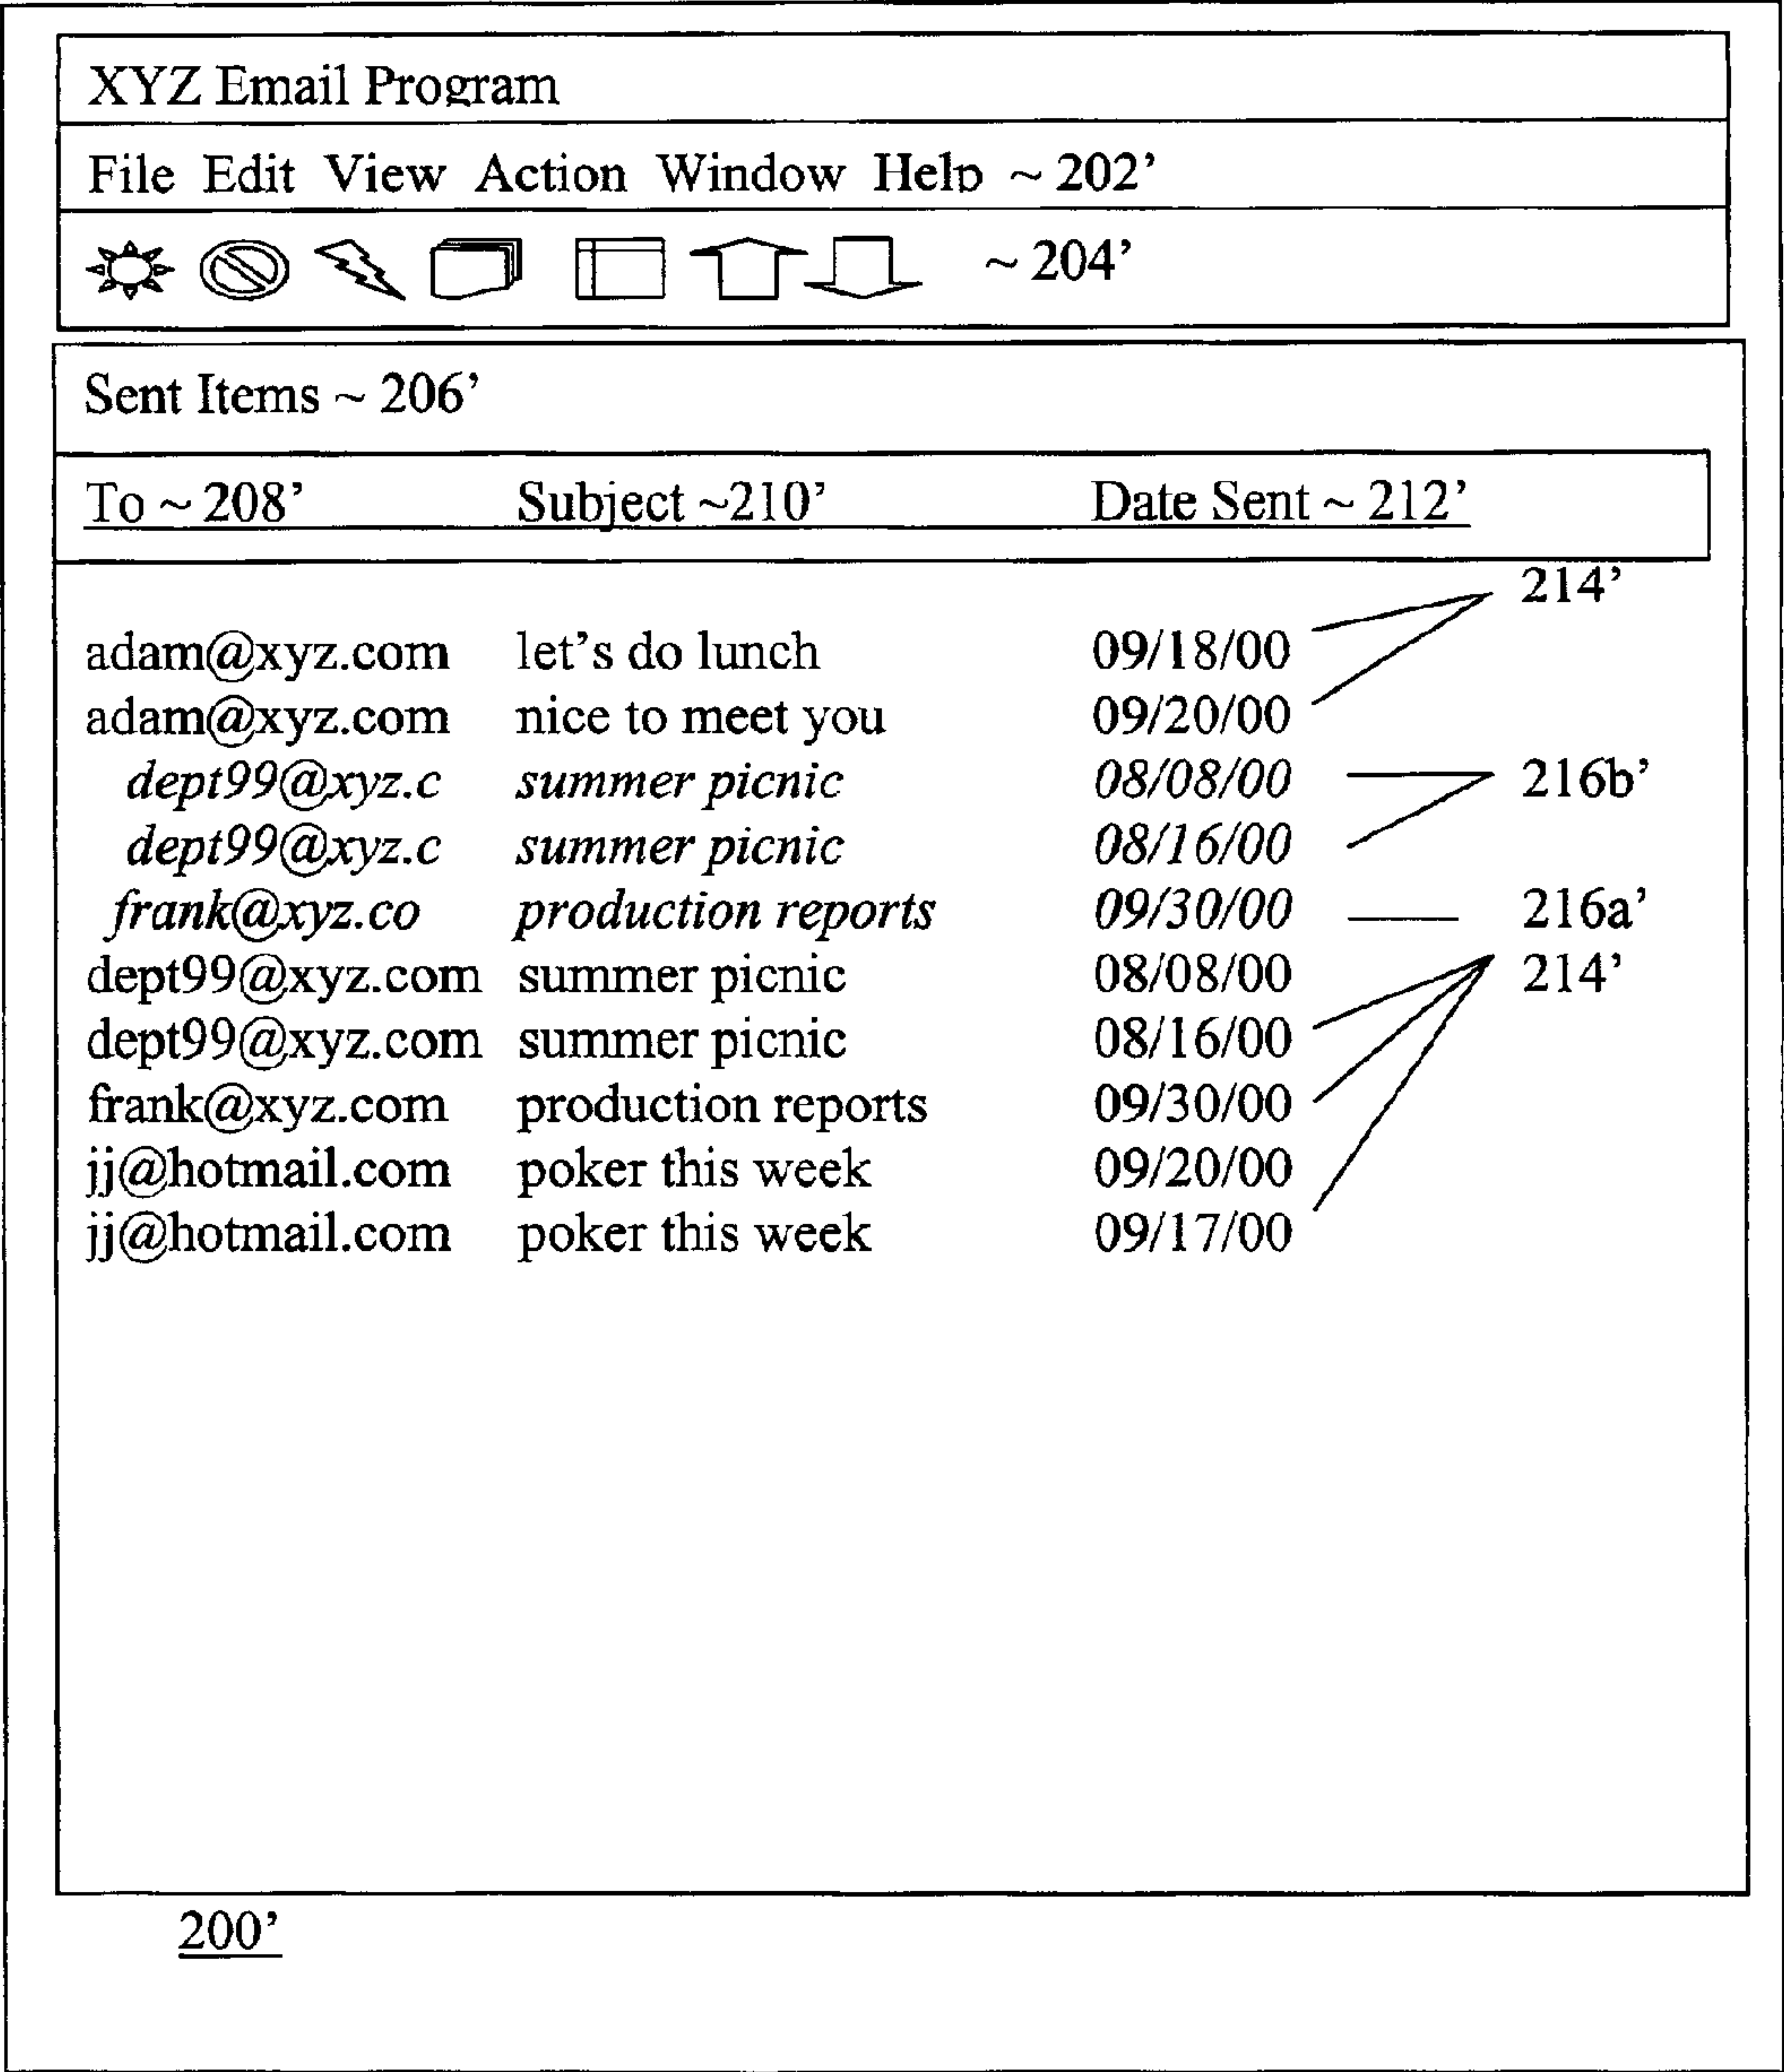 XYZ Email Program
File Edit View Action Window Help ~ 202’
~ 204’
Sent Items ~ 206’
To ~ 208’ Subject ~210’ Date Sent ~ 212’
214’
adam@xyz.com let’s do lunch 09/18/00
adam@xyz.com nice to meet you 09/20/00
dept99@xyz.c summer picnic 08/08/00 216b’
dept99@xyz.c summer picnic 08/16/00
frank@xyz.co production reports 09/30/00 216a’
dept99@xyz.com summer picnic 08/08/00 214’
dept99@xyz.com summer picnic 08/16/00
frank@xyz.com production reports 09/30/00
jj@hotmail.com poker this week 09/20/00
jj@hotmail.com poker this week 09/17/00
200’